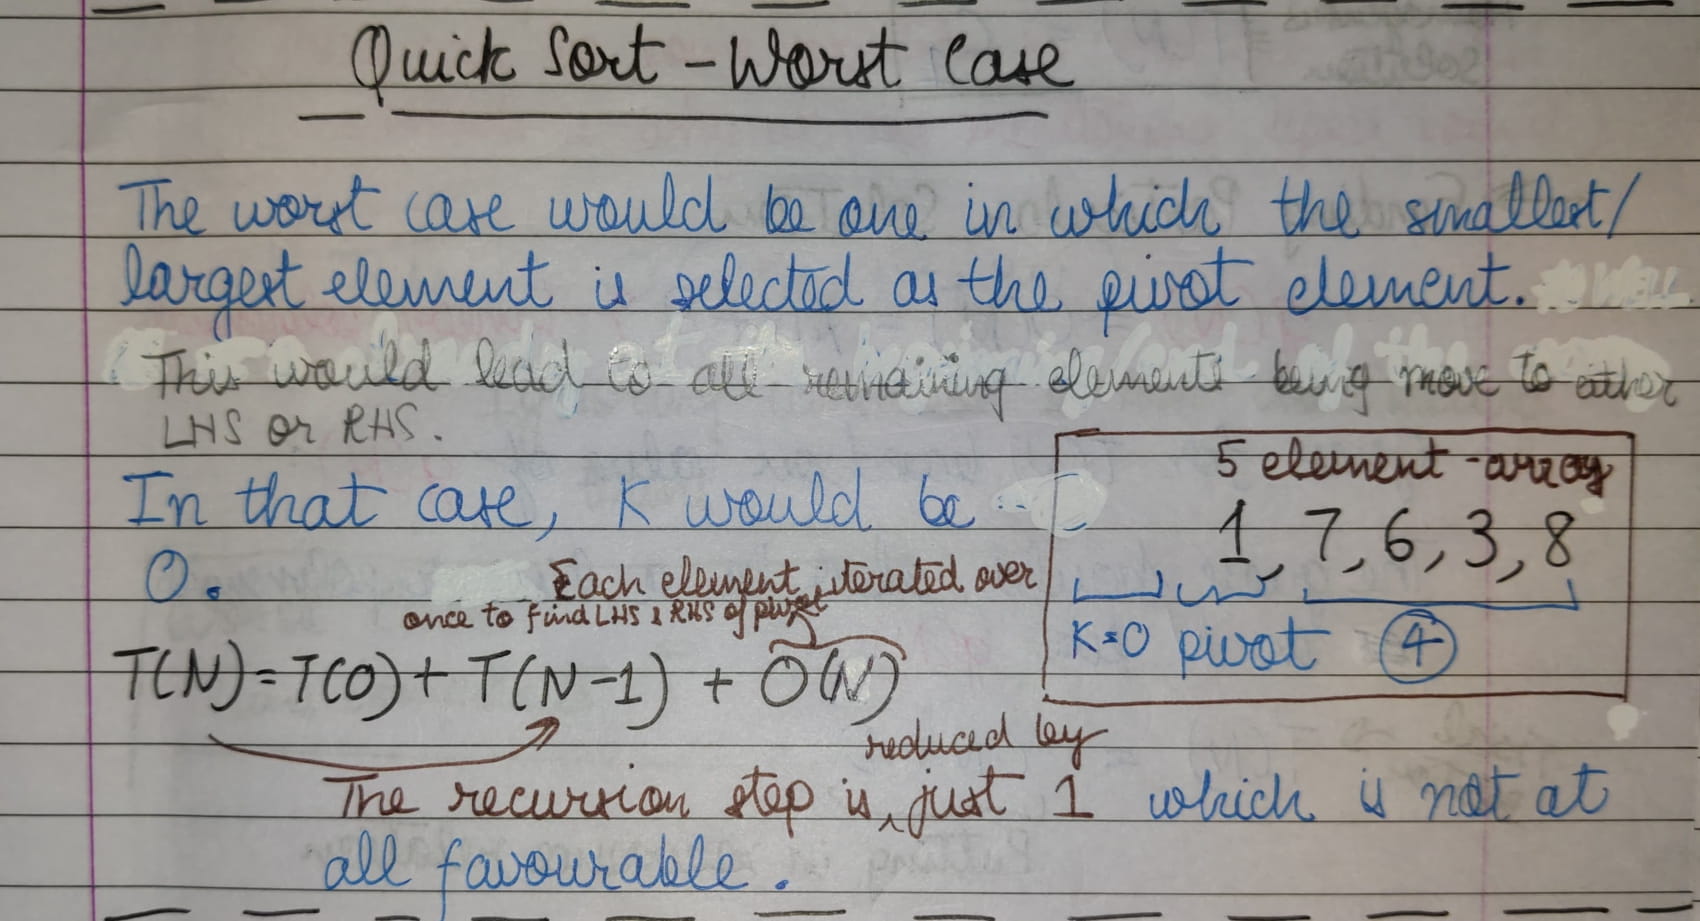 Quick Sort - Worst Case
The worst case would be one in which the smallest/
largest element is selected as the pivot element.
This would lead to all remaining elements being move to either
LHS or RHS.
In that case, K would be
0.
5 element-array
1, 7, 6, 3, 8
K=0 pivot 4
Each element iterated over
once to find LHS & RHS of pivot
T(N)=T(0)+T(N-1) + O(N)
reduced by
The recursion step is ^ just 1 which is not at
all favourable.